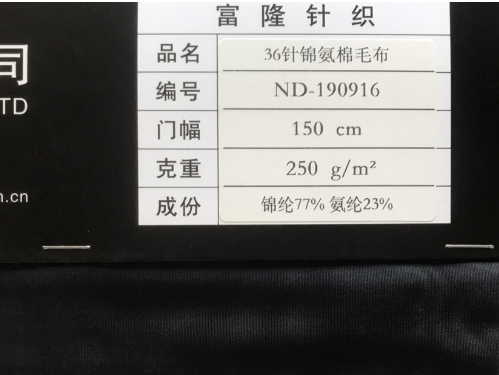 富隆针织
司
TD
品名 36针锦氨棉毛布
编号 ND-190916
门幅 150 cm
克重 250 g/m²
.cn
成份 锦纶77% 氨纶23%